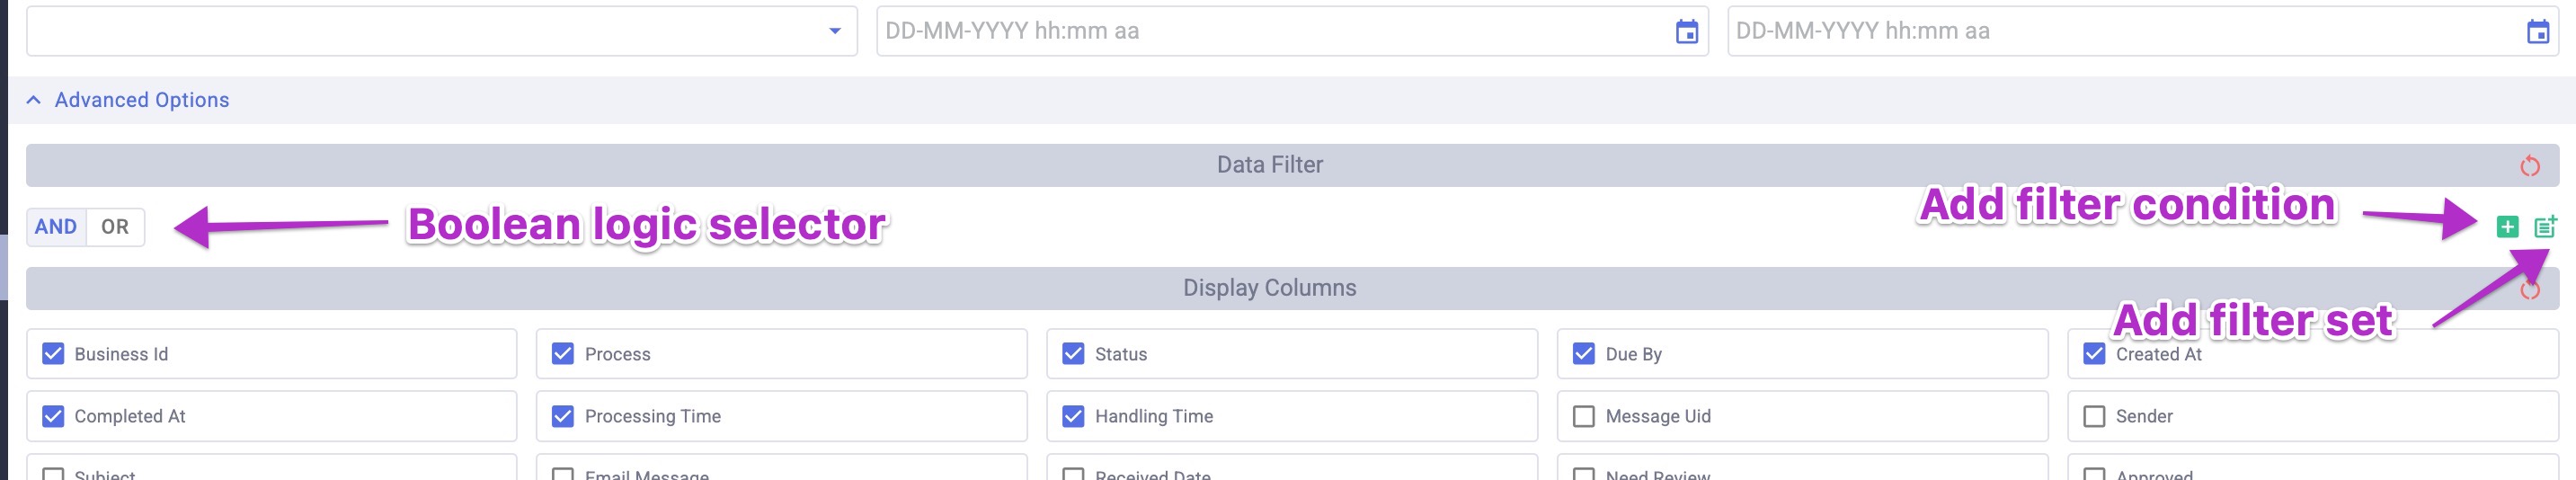 DD-MM-YYYY hh:mm aa DD-MM-YYYY hh:mm aa
Advanced Options
Data Filter
Add filter condition
AND OR Boolean logic selector
Display Columns
Add filter set
Business Id Process Status Due By Created At
Completed At Processing Time Handling Time Message Uid Sender
Subject Email Message Received Date Need Review Approved